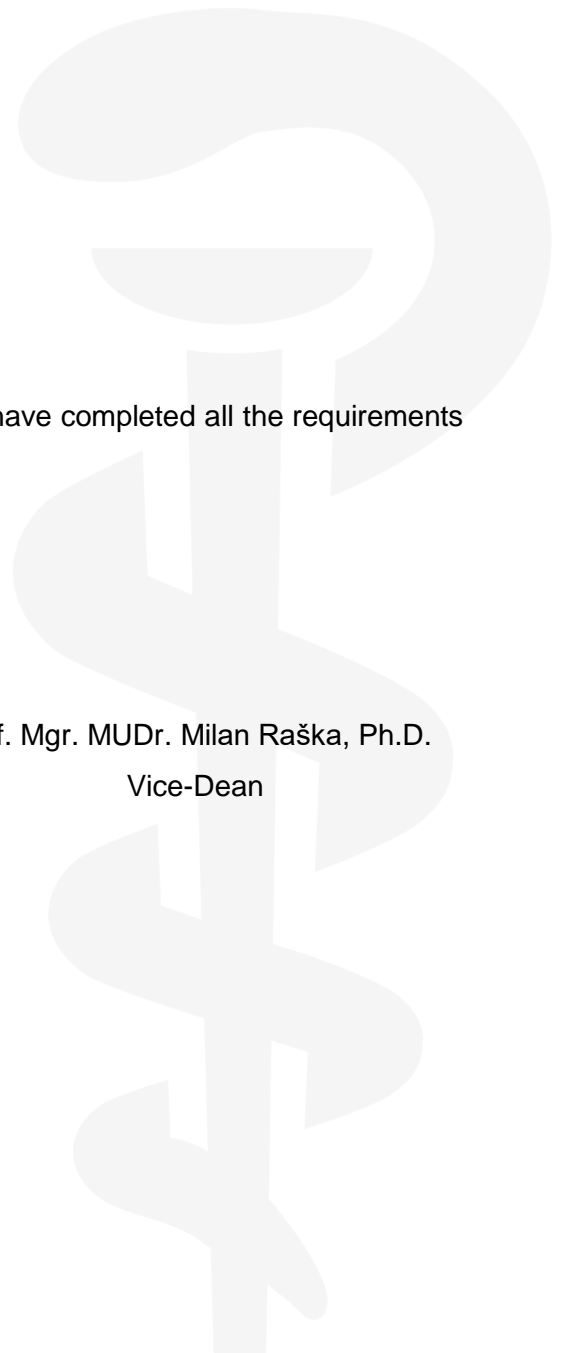 have completed all the requirements
f. Mgr. MUDr. Milan Raška, Ph.D.
Vice-Dean